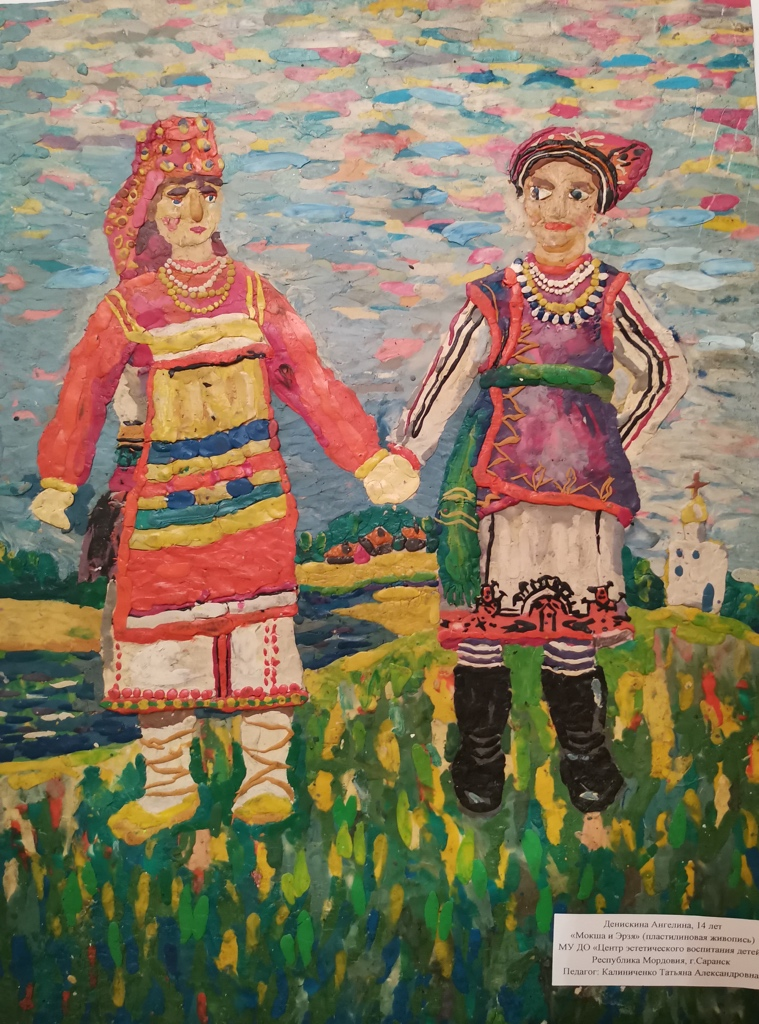 Денискина Ангелина, 14 лет
«Мокша и Эрзя» (пластилиновая живопись)
МУ ДО «Центр эстетического воспитания детей
Республика Мордовия, г.Саранск
Педагог: Калиниченко Татьяна Александровна